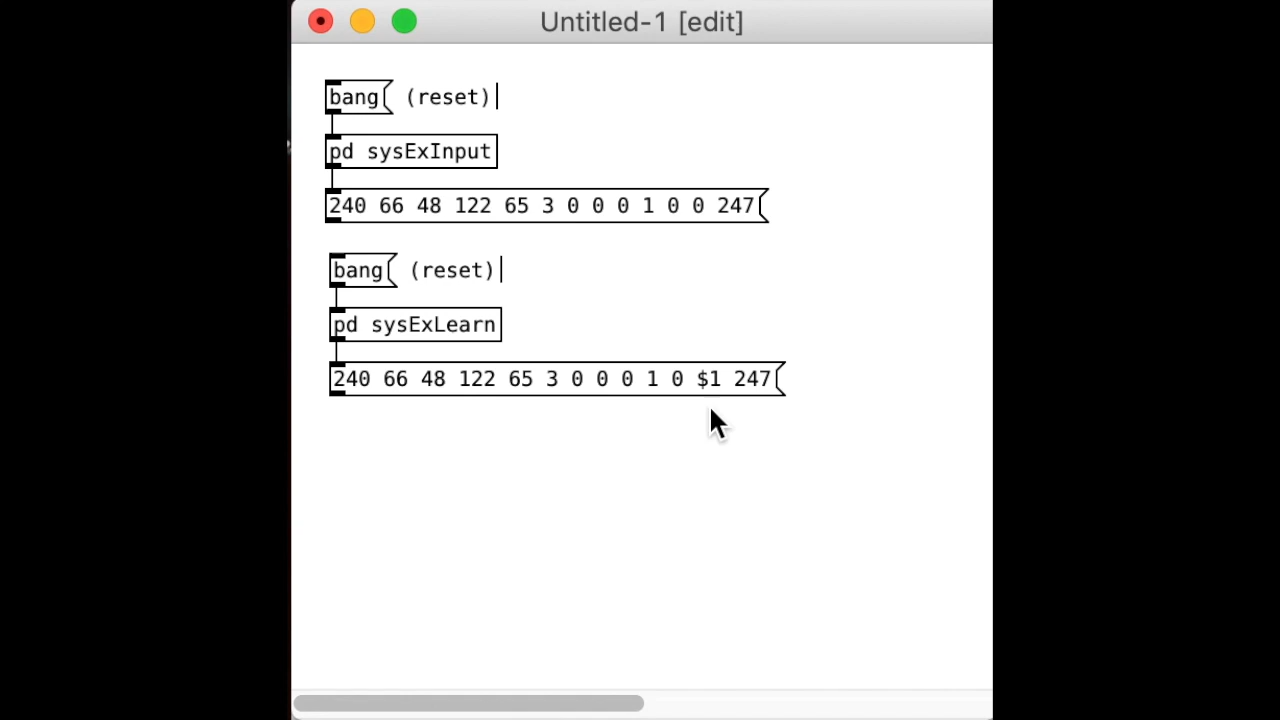 Untitled-1 [edit]
bang (reset)
pd sysExInput
240 66 48 122 65 3 0 0 0 1 0 0 247
bang (reset)
pd sysExLearn
240 66 48 122 65 3 0 0 0 1 0 $1 247